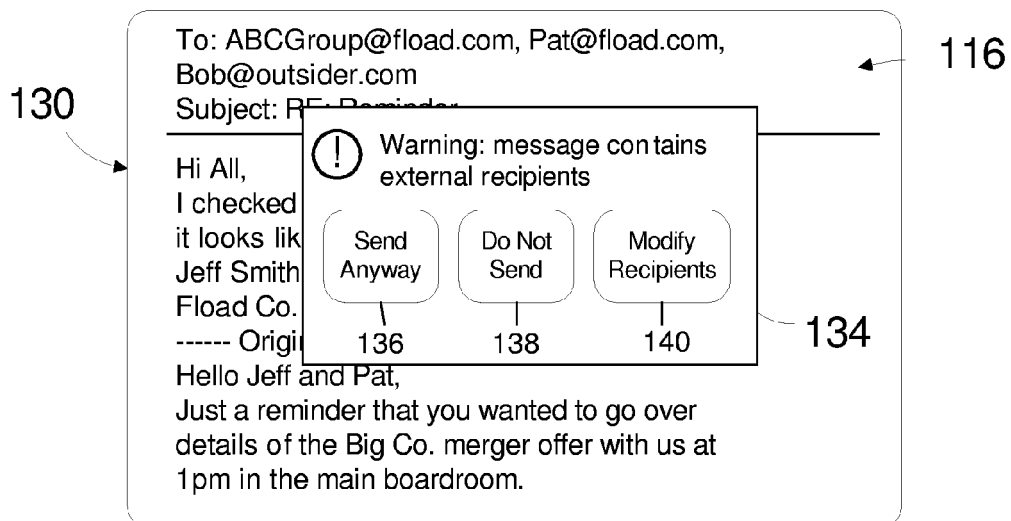 To: ABCGroup@fload.com, Pat@fload.com,
Bob@outsider.com
116
130
Subject: RE: Reminder
Warning: message contains
external recipients
Hi All,
I checked
it looks lik
Jeff Smith
Fload Co.
------ Origin
Send
Anyway
Do Not
Send
Modify
Recipients
136
138
140
134
Hello Jeff and Pat,
Just a reminder that you wanted to go over
details of the Big Co. merger offer with us at
1pm in the main boardroom.